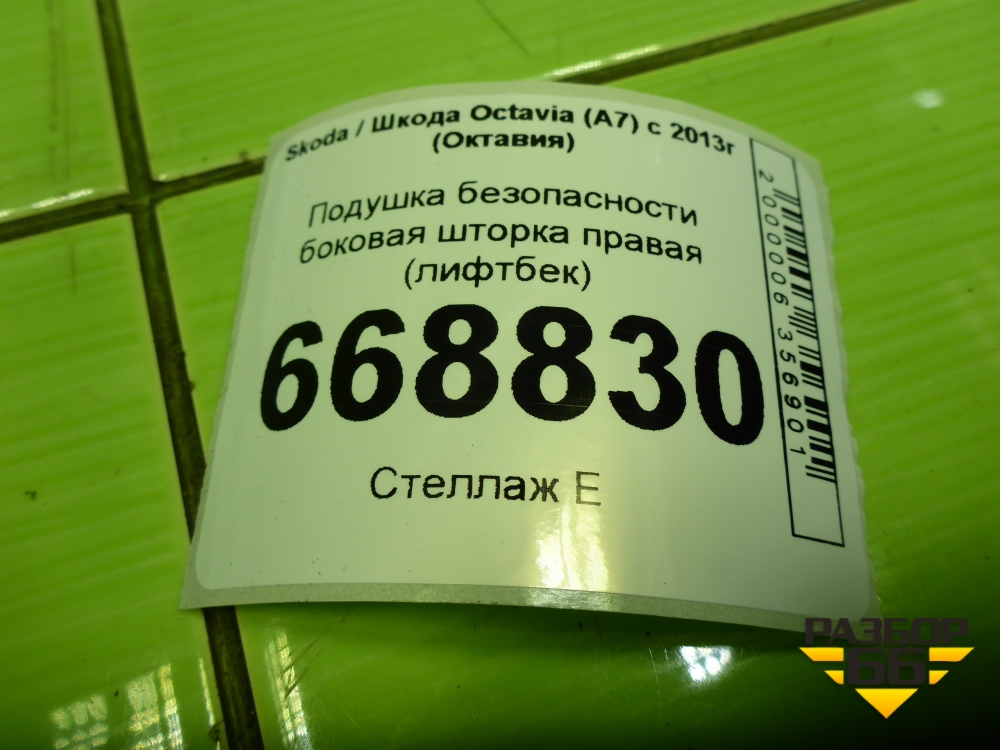 Skoda / Шкода Octavia (A7) с 2013г
(Октавия)
Подушка безопасности
боковая шторка правая
(лифтбек)
668830
Стеллаж Е
2000006356901
РАЗБОР
66